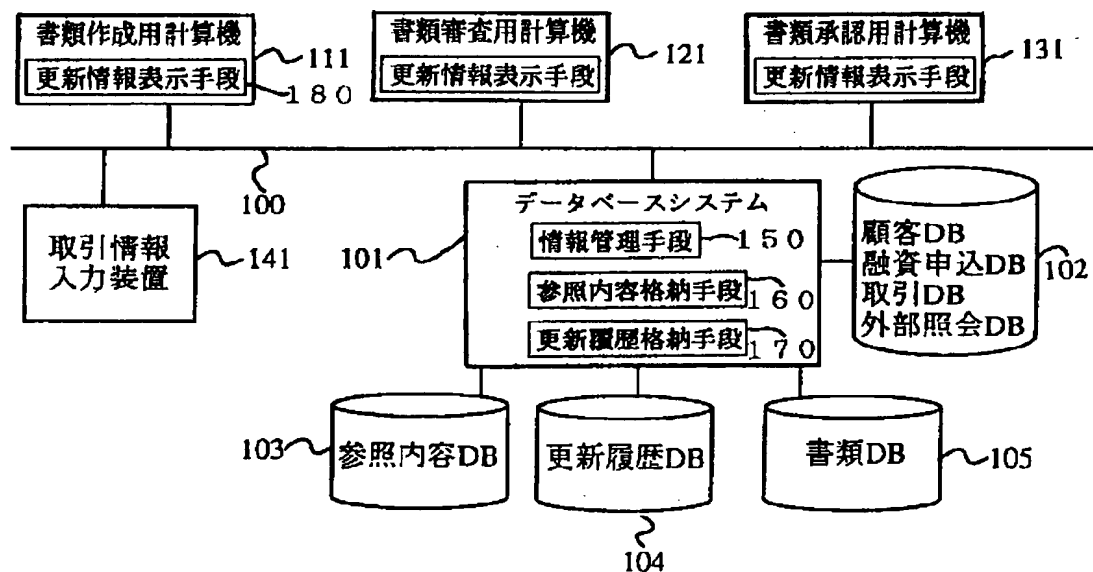 書類作成用計算機
更新情報表示手段
111
180
書類審査用計算機
更新情報表示手段
121
書類承認用計算機
更新情報表示手段
131
100
取引情報
入力装置
141
データベースシステム
101
情報管理手段
150
参照内容格納手段
160
更新履歴格納手段
170
顧客DB
融資申込DB
取引DB
外部照会DB
102
103
参照内容DB
更新履歴DB
104
書類DB
105